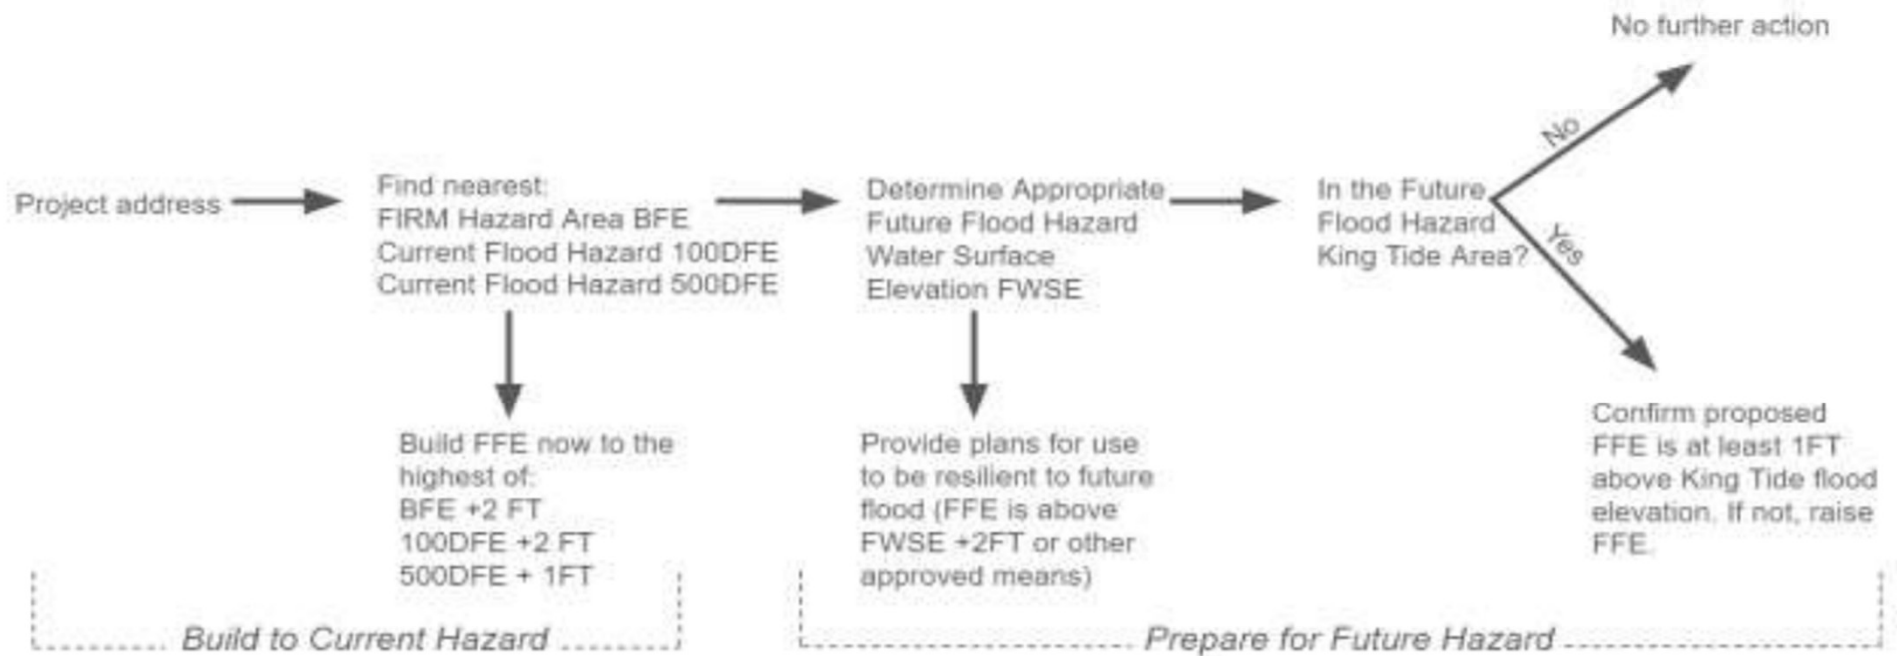 No further action
No
Project address
Find nearest:
FIRM Hazard Area BFE
Current Flood Hazard 100DFE
Current Flood Hazard 500DFE
Determine Appropriate
Future Flood Hazard
Water Surface
Elevation FWSE
In the Future
Flood Hazard
King Tide Area?
Yes
Build FFE now to the
highest of:
BFE +2 FT
100DFE +2 FT
500DFE + 1FT
Provide plans for use
to be resilient to future
flood (FFE is above
FWSE +2FT or other
approved means)
Confirm proposed
FFE is at least 1FT
above King Tide flood
elevation. If not, raise
FFE.
Build to Current Hazard
Prepare for Future Hazard